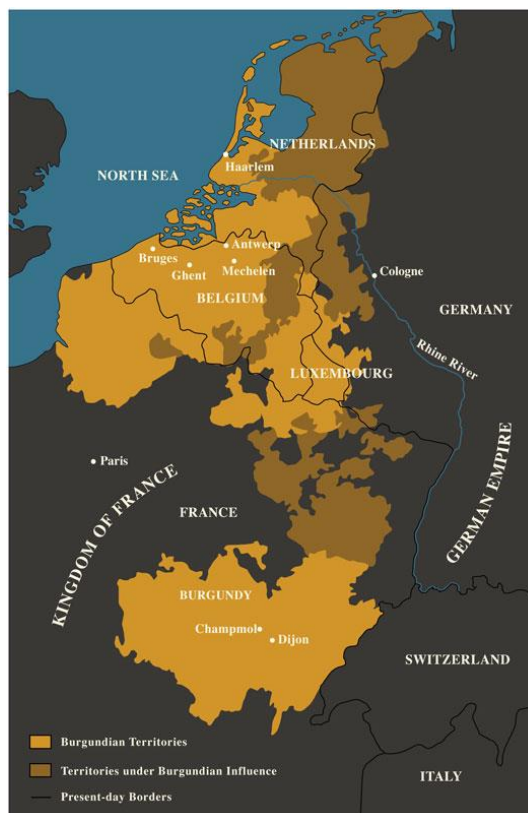 NETHERLANDS
Haarlem
NORTH SEA
Antwerp
Bruges
Ghent
Mechelen
BELGIUM
Cologne
GERMANY
Rhine River
LUXEMBOURG
Paris
KINGDOM OF FRANCE
GERMAN EMPIRE
FRANCE
BURGUNDY
Champmol
Dijon
SWITZERLAND
Burgundian Territories
Territories under Burgundian Influence
Present-day Borders
ITALY